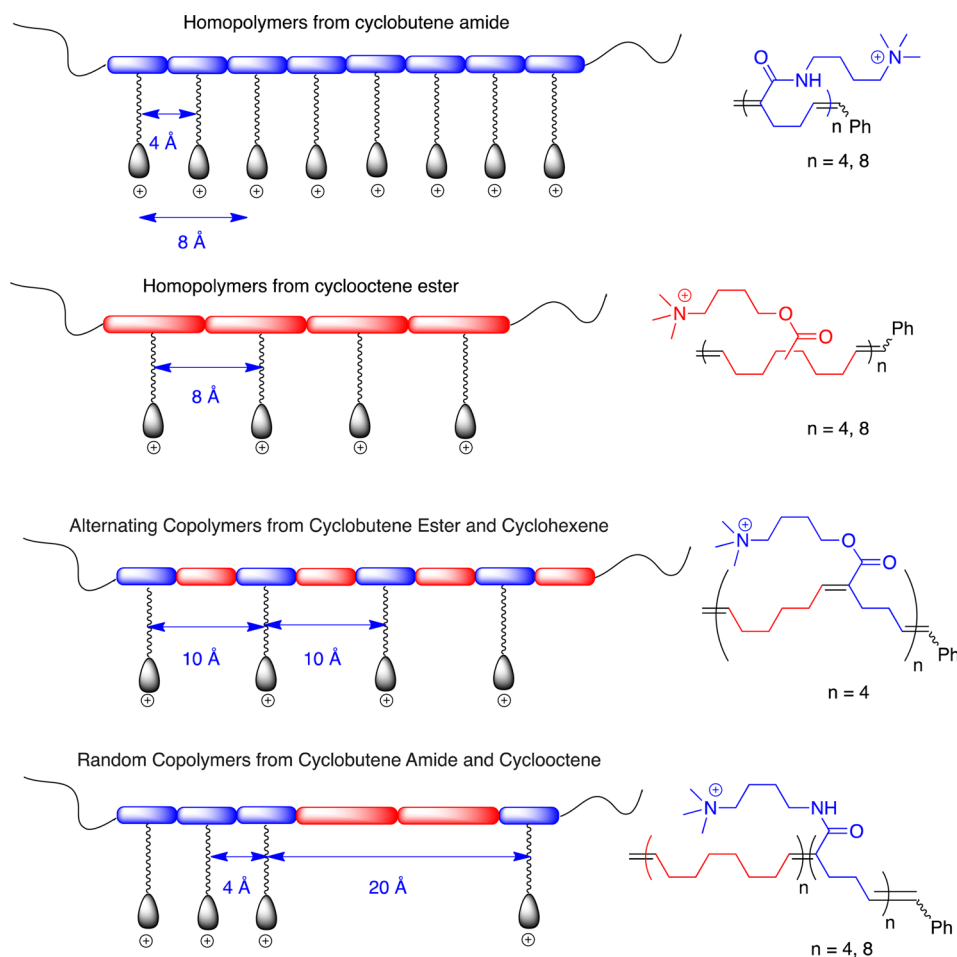 Homopolymers from cyclobutene amide
4 Å
8 Å
⊕ ⊕ ⊕ ⊕ ⊕ ⊕ ⊕ ⊕
O
NH
N
⊕
n
Ph
n = 4, 8
Homopolymers from cyclooctene ester
8 Å
⊕ ⊕ ⊕ ⊕
⊕
N
O
O
Ph
n
n = 4, 8
Alternating Copolymers from Cyclobutene Ester and Cyclohexene
10 Å 10 Å
⊕ ⊕ ⊕ ⊕
⊕
N
O
O
n
Ph
n = 4
Random Copolymers from Cyclobutene Amide and Cyclooctene
4 Å 20 Å
⊕ ⊕ ⊕ ⊕
⊕
N
NH
O
n
n
Ph
n = 4, 8